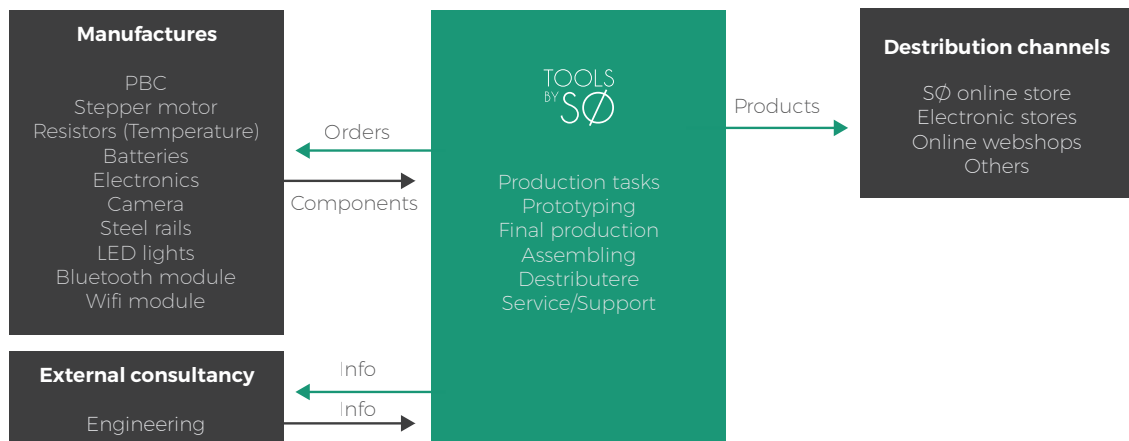 Manufactures
PBC
Stepper motor
Resistors (Temperature)
Batteries
Electronics
Camera
Steel rails
LED lights
Bluetooth module
Wifi module
External consultancy
Engineering
Orders
Components
Info
Info
TOOLS
BY SØ
Production tasks
Prototyping
Final production
Assembling
Destributere
Service/Support
Products
Destribution channels
SØ online store
Electronic stores
Online webshops
Others